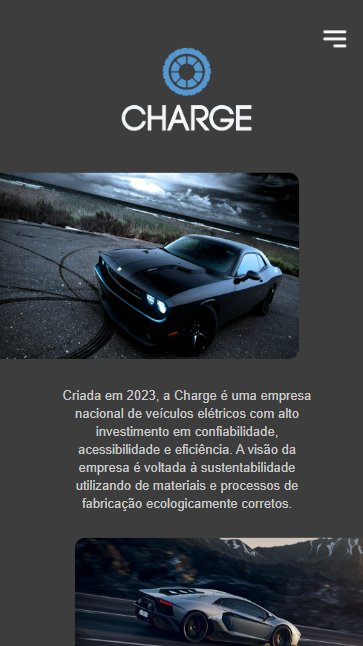 CHARGE
Criada em 2023, a Charge é uma empresa
nacional de veículos elétricos com alto
investimento em confiabilidade,
acessibilidade e eficiência. A visão da
empresa é voltada à sustentabilidade
utilizando de materiais e processos de
fabricação ecologicamente corretos.